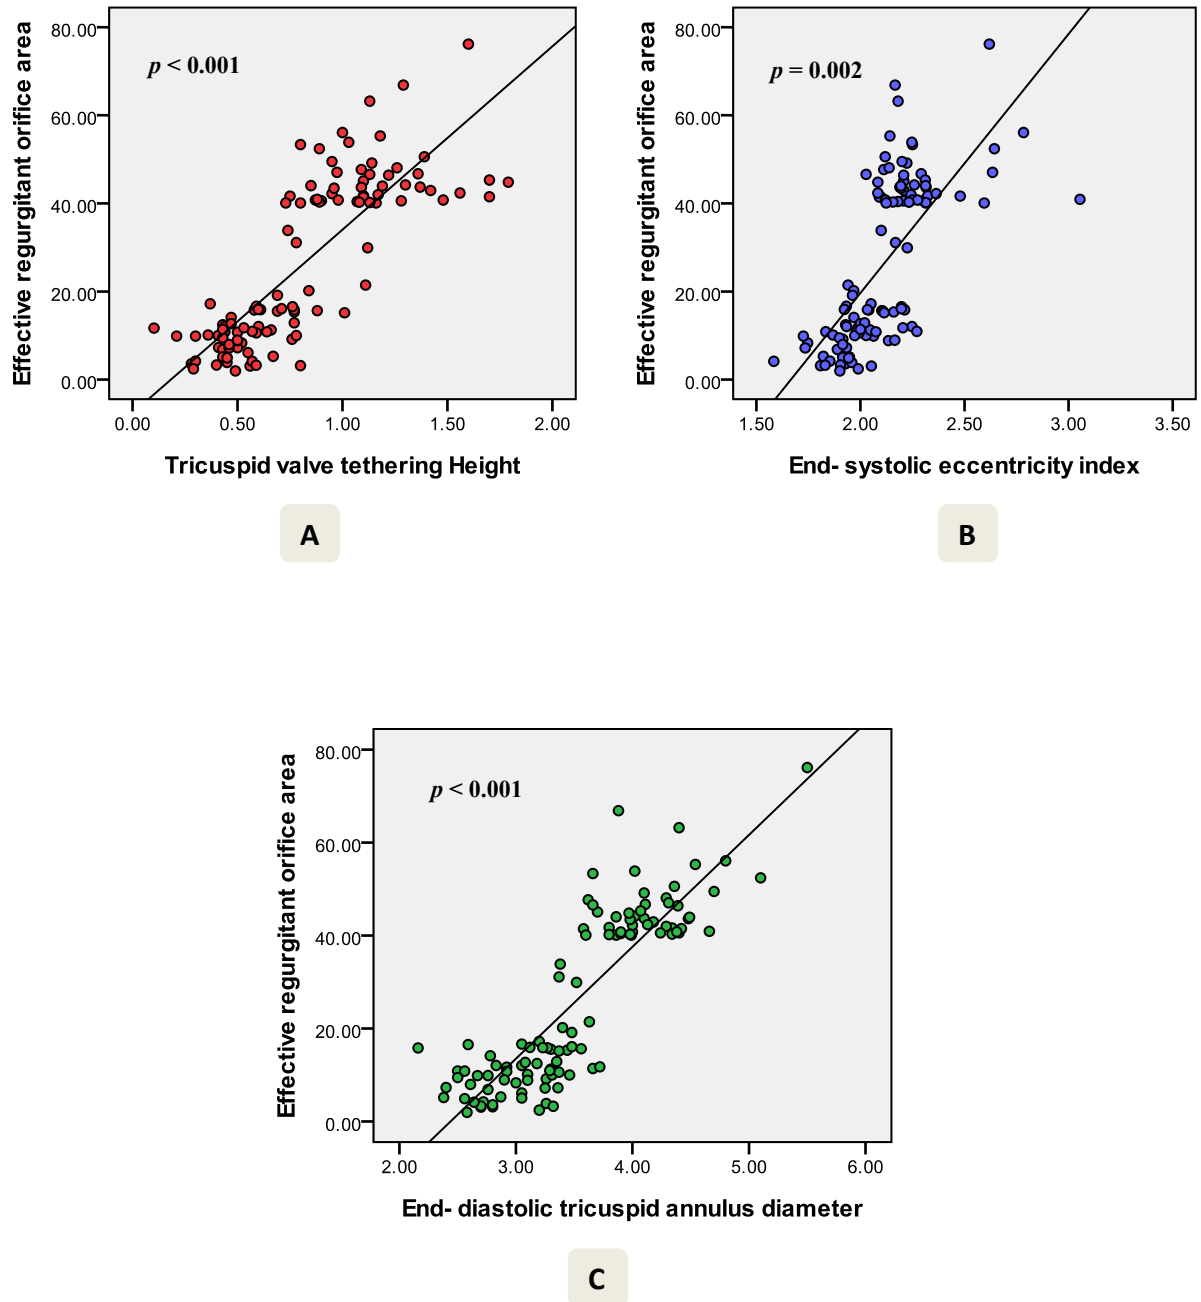 80.00
60.00
40.00
20.00
0.00
Effective regurgitant orifice area
p < 0.001
0.00 0.50 1.00 1.50 2.00
Tricuspid valve tethering Height
A
80.00
60.00
40.00
20.00
0.00
Effective regurgitant orifice area
p = 0.002
1.50 2.00 2.50 3.00 3.50
End- systolic eccentricity index
B
80.00
60.00
40.00
20.00
0.00
Effective regurgitant orifice area
p < 0.001
2.00 3.00 4.00 5.00 6.00
End- diastolic tricuspid annulus diameter
C